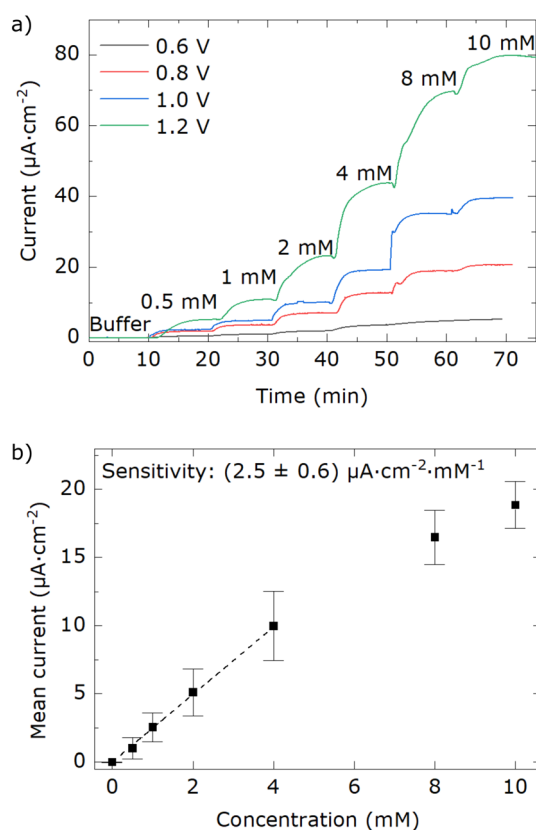 a)
0.6 V
0.8 V
1.0 V
1.2 V
10 mM
8 mM
4 mM
2 mM
1 mM
0.5 mM
Buffer
80
60
40
20
0
Current (µA·cm⁻²)
0 10 20 30 40 50 60 70
Time (min)
b)
Sensitivity: (2.5 ± 0.6) µA·cm⁻²·mM⁻¹
20
15
10
5
0
Mean current (µA·cm⁻²)
0 2 4 6 8 10
Concentration (mM)